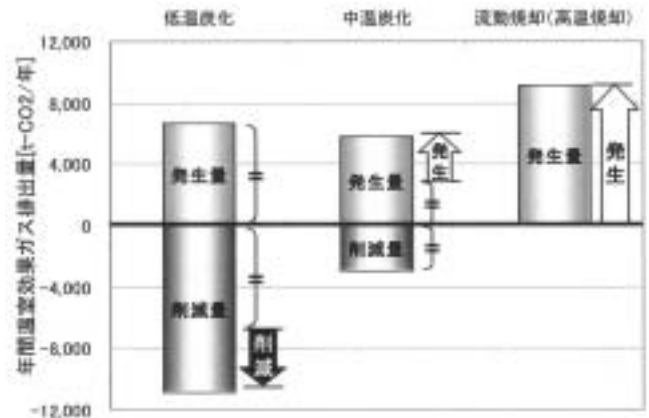 低温炭化 中温炭化 流動焼却(高温焼却)
年間温室効果ガス排出量[t-CO2/年]
12,000
8,000
4,000
0
-4,000
-8,000
-12,000
発生量
削減量
削減
発生量
発生
削減量
発生量
発生